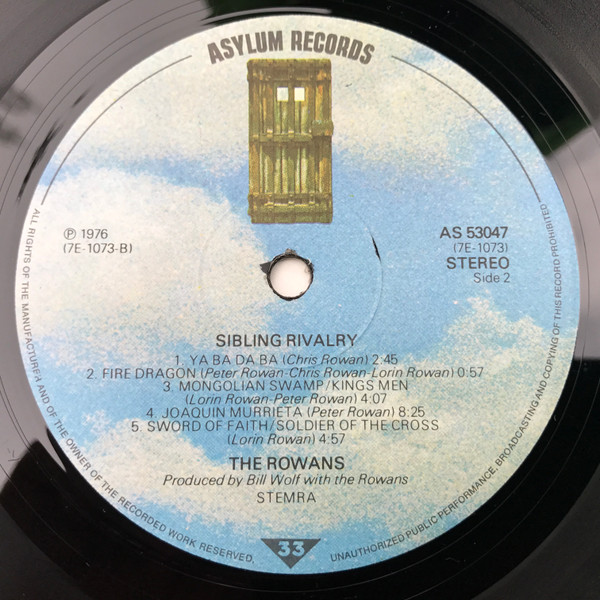 ASYLUM RECORDS
℗ 1976
(7E-1073-B)
AS 53047
(7E-1073)
STEREO
Side 2
SIBLING RIVALRY
1. YA BA DA BA (Chris Rowan) 2:45
2. FIRE DRAGON (Peter Rowan-Chris Rowan-Lorin Rowan) 0:57
3. MONGOLIAN SWAMP/KINGS MEN
(Lorin Rowan-Peter Rowan) 4:07
4. JOAQUIN MURRIETA (Peter Rowan) 8:25
5. SWORD OF FAITH/SOLDIER OF THE CROSS
(Lorin Rowan) 4:57
THE ROWANS
Produced by Bill Wolf with the Rowans
STEMRA
33
ALL RIGHTS OF THE MANUFACTURER AND OF THE OWNER OF THE RECORDED WORK RESERVED. UNAUTHORIZED PUBLIC PERFORMANCE, BROADCASTING AND COPYING OF THIS RECORD PROHIBITED